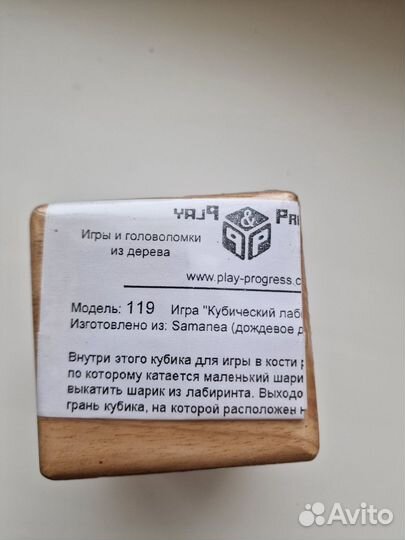 PLAY & PR
Игры и головоломки
из дерева
PP
www.play-progress.c
Модель: 119 Игра "Кубический лаб
Изготовлено из: Samanea (дождевое д
Внутри этого кубика для игры в кости
по которому катается маленький шари
выкатить шарик из лабиринта. Выходо
грань кубика, на которой расположен н
Avito